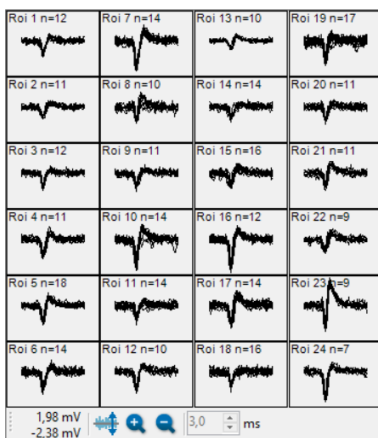 Roi 1 n=12 Roi 7 n=14 Roi 13 n=10 Roi 19 n=17
Roi 2 n=11 Roi 8 n=10 Roi 14 n=14 Roi 20 n=11
Roi 3 n=12 Roi 9 n=11 Roi 15 n=16 Roi 21 n=11
Roi 4 n=11 Roi 10 n=14 Roi 16 n=12 Roi 22 n=9
Roi 5 n=18 Roi 11 n=14 Roi 17 n=14 Roi 23 n=9
Roi 6 n=14 Roi 12 n=10 Roi 18 n=16 Roi 24 n=7
1,98 mV
-2,38 mV
3,0 ms